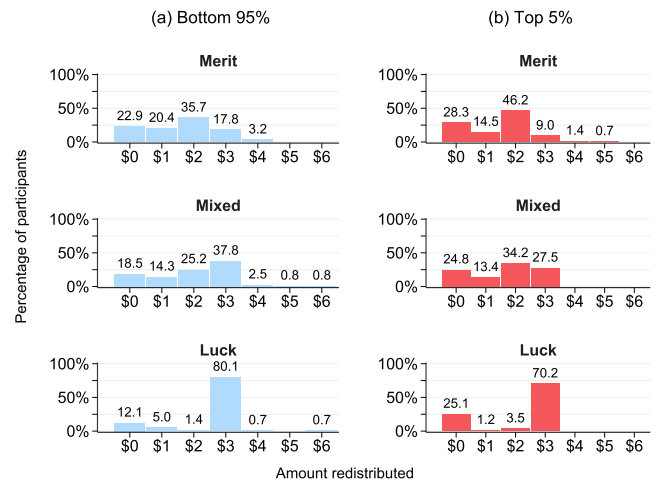 (a) Bottom 95%
(b) Top 5%
Percentage of participants
Merit
100%
50%
0%
22.9 20.4 35.7 17.8 3.2
$0 $1 $2 $3 $4 $5 $6
Merit
100%
50%
0%
28.3 14.5 46.2 9.0 1.4 0.7
$0 $1 $2 $3 $4 $5 $6
Mixed
100%
50%
0%
18.5 14.3 25.2 37.8 2.5 0.8 0.8
$0 $1 $2 $3 $4 $5 $6
Mixed
100%
50%
0%
24.8 13.4 34.2 27.5
$0 $1 $2 $3 $4 $5 $6
Luck
100%
50%
0%
12.1 5.0 1.4 80.1 0.7 0.7
$0 $1 $2 $3 $4 $5 $6
Luck
100%
50%
0%
25.1 1.2 3.5 70.2
$0 $1 $2 $3 $4 $5 $6
Amount redistributed